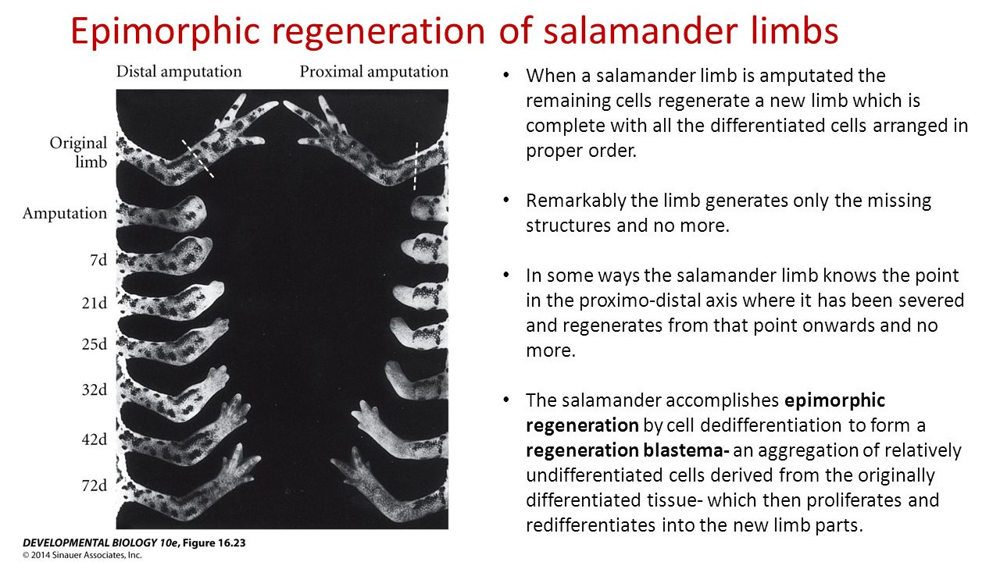 Epimorphic regeneration of salamander limbs
Distal amputation
Proximal amputation
Original
limb
Amputation
7d
21d
25d
32d
42d
72d
DEVELOPMENTAL BIOLOGY 10e, Figure 16.23
© 2014 Sinauer Associates, Inc.
• When a salamander limb is amputated the
remaining cells regenerate a new limb which is
complete with all the differentiated cells arranged in
proper order.
• Remarkably the limb generates only the missing
structures and no more.
• In some ways the salamander limb knows the point
in the proximo-distal axis where it has been severed
and regenerates from that point onwards and no
more.
• The salamander accomplishes epimorphic
regeneration by cell dedifferentiation to form a
regeneration blastema- an aggregation of relatively
undifferentiated cells derived from the originally
differentiated tissue- which then proliferates and
redifferentiates into the new limb parts.